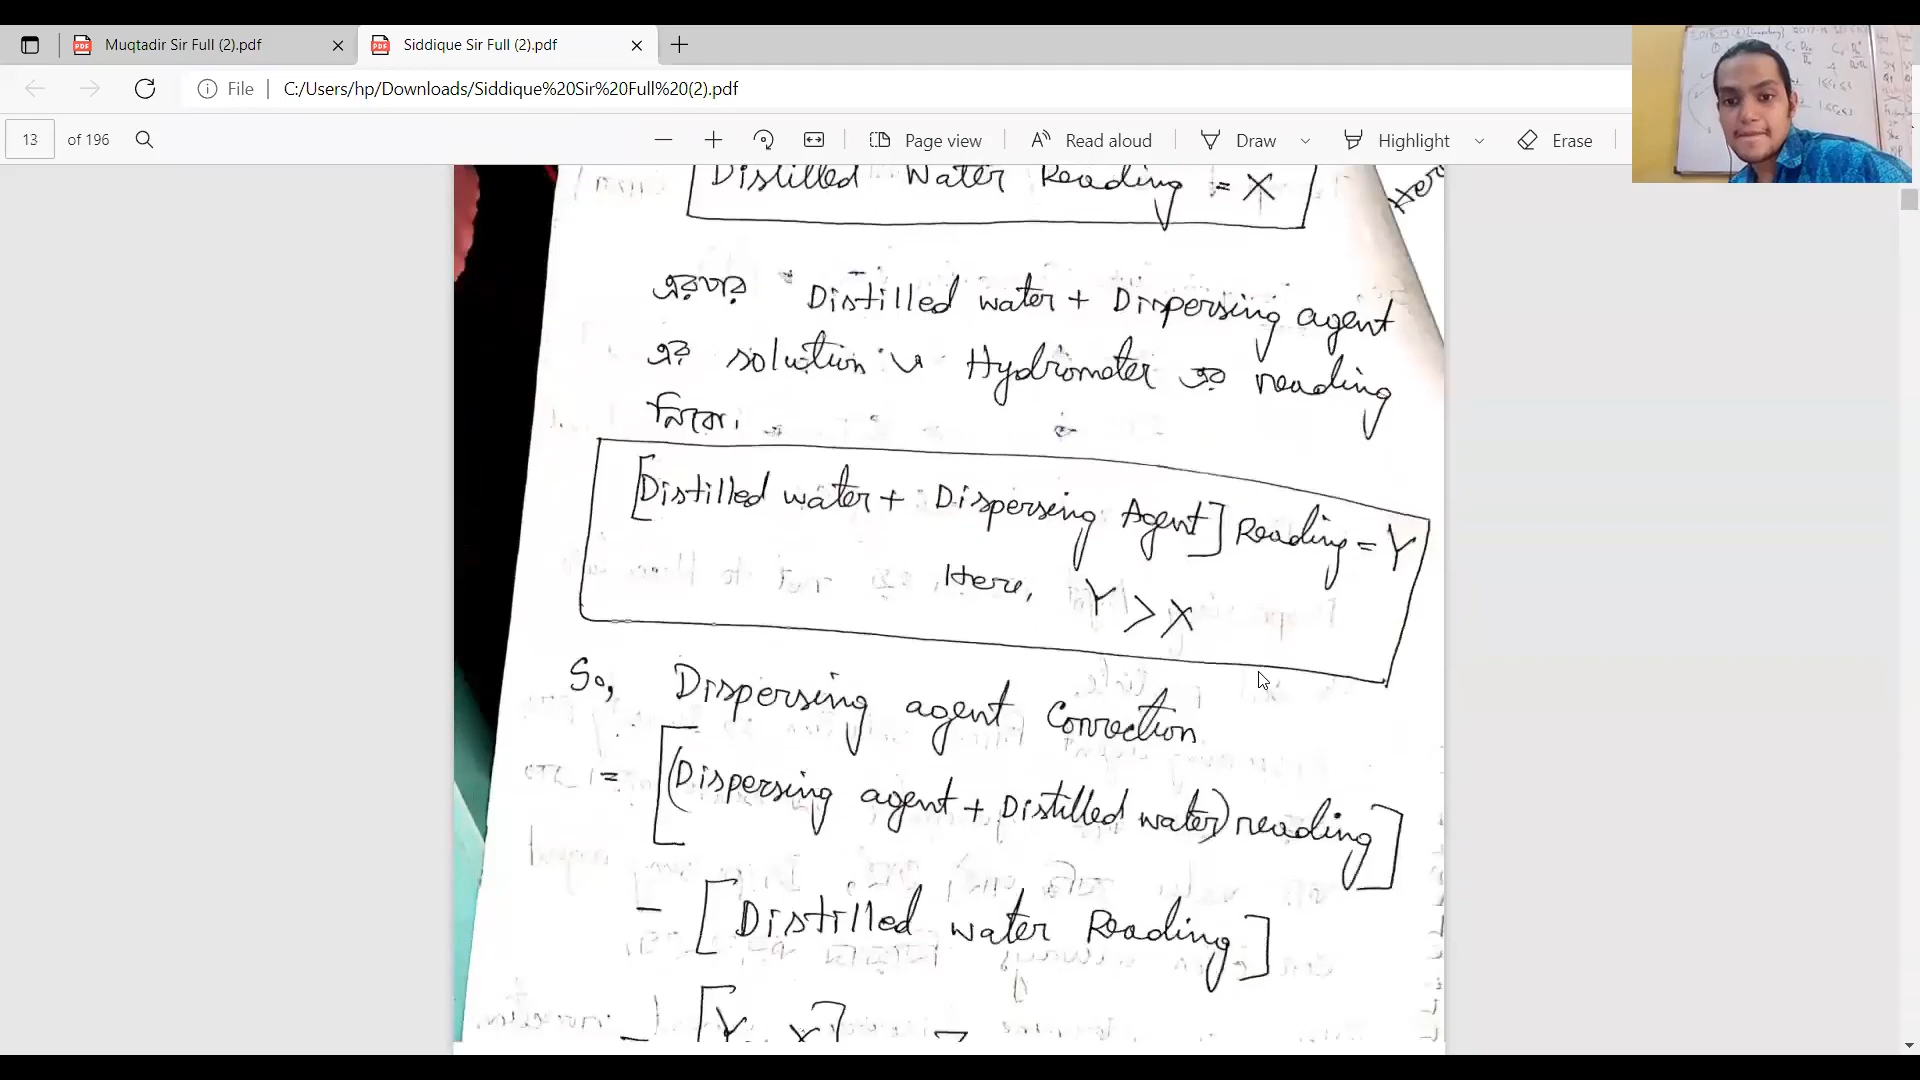 Muqtadir Sir Full (2).pdf
Siddique Sir Full (2).pdf
File
C:/Users/hp/Downloads/Siddique%20Sir%20Full%20(2).pdf
13 of 196
Page view
Read aloud
Draw
Highlight
Erase
Distilled Water Reading = X
এরপর Distilled water + Dispersing agent
এর solution এ Hydrometer এর reading
নিবো।
[Distilled water + Dispersing Agent] Reading = Y
Here, Y > X
So, Dispersing agent Correction
= [(Dispersing agent + Distilled water) reading]
- [Distilled water Reading]